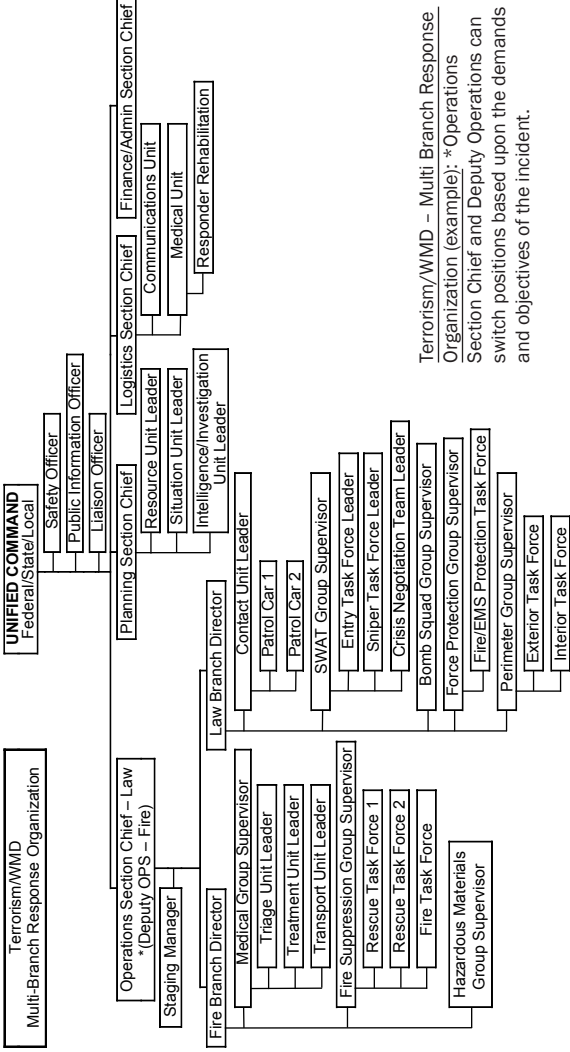 Terrorism/WMD
Multi-Branch Response Organization
UNIFIED COMMAND
Federal/State/Local
Safety Officer
Public Information Officer
Liaison Officer
Operations Section Chief – Law
*(Deputy OPS – Fire)
Planning Section Chief
Logistics Section Chief
Finance/Admin Section Chief
Staging Manager
Resource Unit Leader
Situation Unit Leader
Intelligence/Investigation
Unit Leader
Communications Unit
Medical Unit
Responder Rehabilitation
Fire Branch Director
Medical Group Supervisor
Triage Unit Leader
Treatment Unit Leader
Transport Unit Leader
Fire Suppression Group Supervisor
Rescue Task Force 1
Rescue Task Force 2
Fire Task Force
Hazardous Materials
Group Supervisor
Law Branch Director
Contact Unit Leader
Patrol Car 1
Patrol Car 2
SWAT Group Supervisor
Entry Task Force Leader
Sniper Task Force Leader
Crisis Negotiation Team Leader
Bomb Squad Group Supervisor
Force Protection Group Supervisor
Fire/EMS Protection Task Force
Perimeter Group Supervisor
Exterior Task Force
Interior Task Force
Terrorism/WMD – Multi Branch Response
Organization (example): *Operations
Section Chief and Deputy Operations can
switch positions based upon the demands
and objectives of the incident.